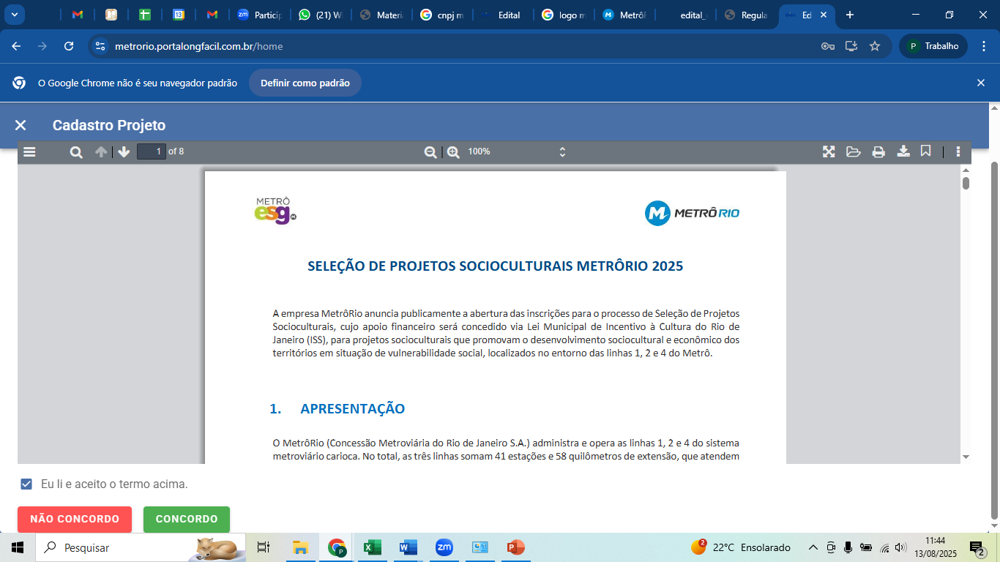 Particip
(21) W
Materia
cnpj m
Edital
logo m
MetrôR
edital_
Regula
Ed
metrorio.portalongfacil.com.br/home
P Trabalho
O Google Chrome não é seu navegador padrão
Definir como padrão
Cadastro Projeto
1 of 8
100%
METRÔ
esg
METRÔ RIO
SELEÇÃO DE PROJETOS SOCIOCULTURAIS METRÔRIO 2025
A empresa MetrôRio anuncia publicamente a abertura das inscrições para o processo de Seleção de Projetos
Socioculturais, cujo apoio financeiro será concedido via Lei Municipal de Incentivo à Cultura do Rio de
Janeiro (ISS), para projetos socioculturais que promovam o desenvolvimento sociocultural e econômico dos
territórios em situação de vulnerabilidade social, localizados no entorno das linhas 1, 2 e 4 do Metrô.
1. APRESENTAÇÃO
O MetrôRio (Concessão Metroviária do Rio de Janeiro S.A.) administra e opera as linhas 1, 2 e 4 do sistema
metroviário carioca. No total, as três linhas somam 41 estações e 58 quilômetros de extensão, que atendem
Eu li e aceito o termo acima.
NÃO CONCORDO
CONCORDO
Pesquisar
22°C Ensolarado
11:44
13/08/2025